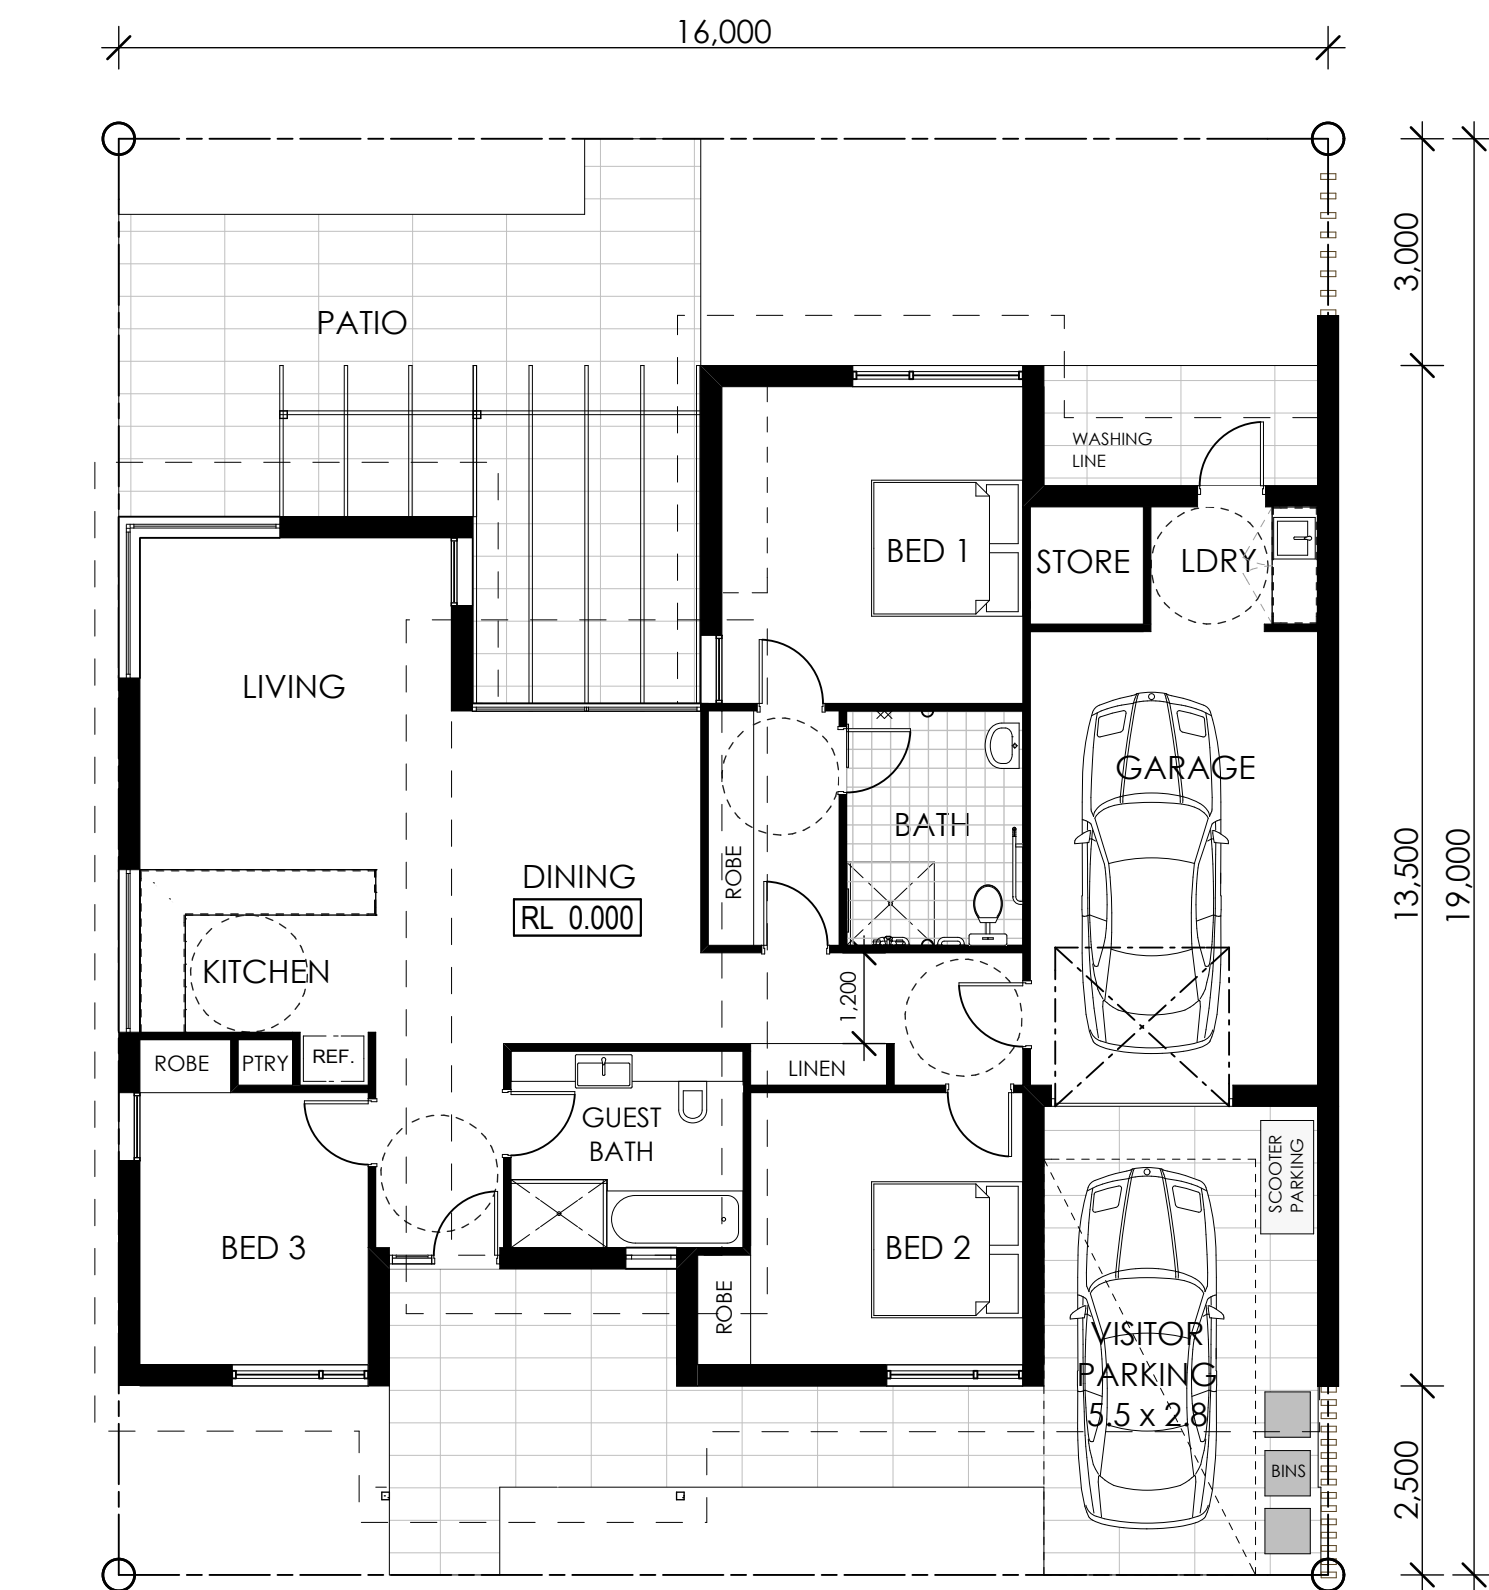 16,000
3,000
PATIO
WASHING
LINE
BED 1
STORE
LDRY
LIVING
GARAGE
BATH
ROBE
DINING
RL 0.000
13,500
19,000
KITCHEN
1,200
ROBE
PTRY
REF.
LINEN
GUEST
BATH
SCOOTER
PARKING
BED 3
BED 2
ROBE
VISITOR
PARKING
5.5 x 2.8
BINS
2,500